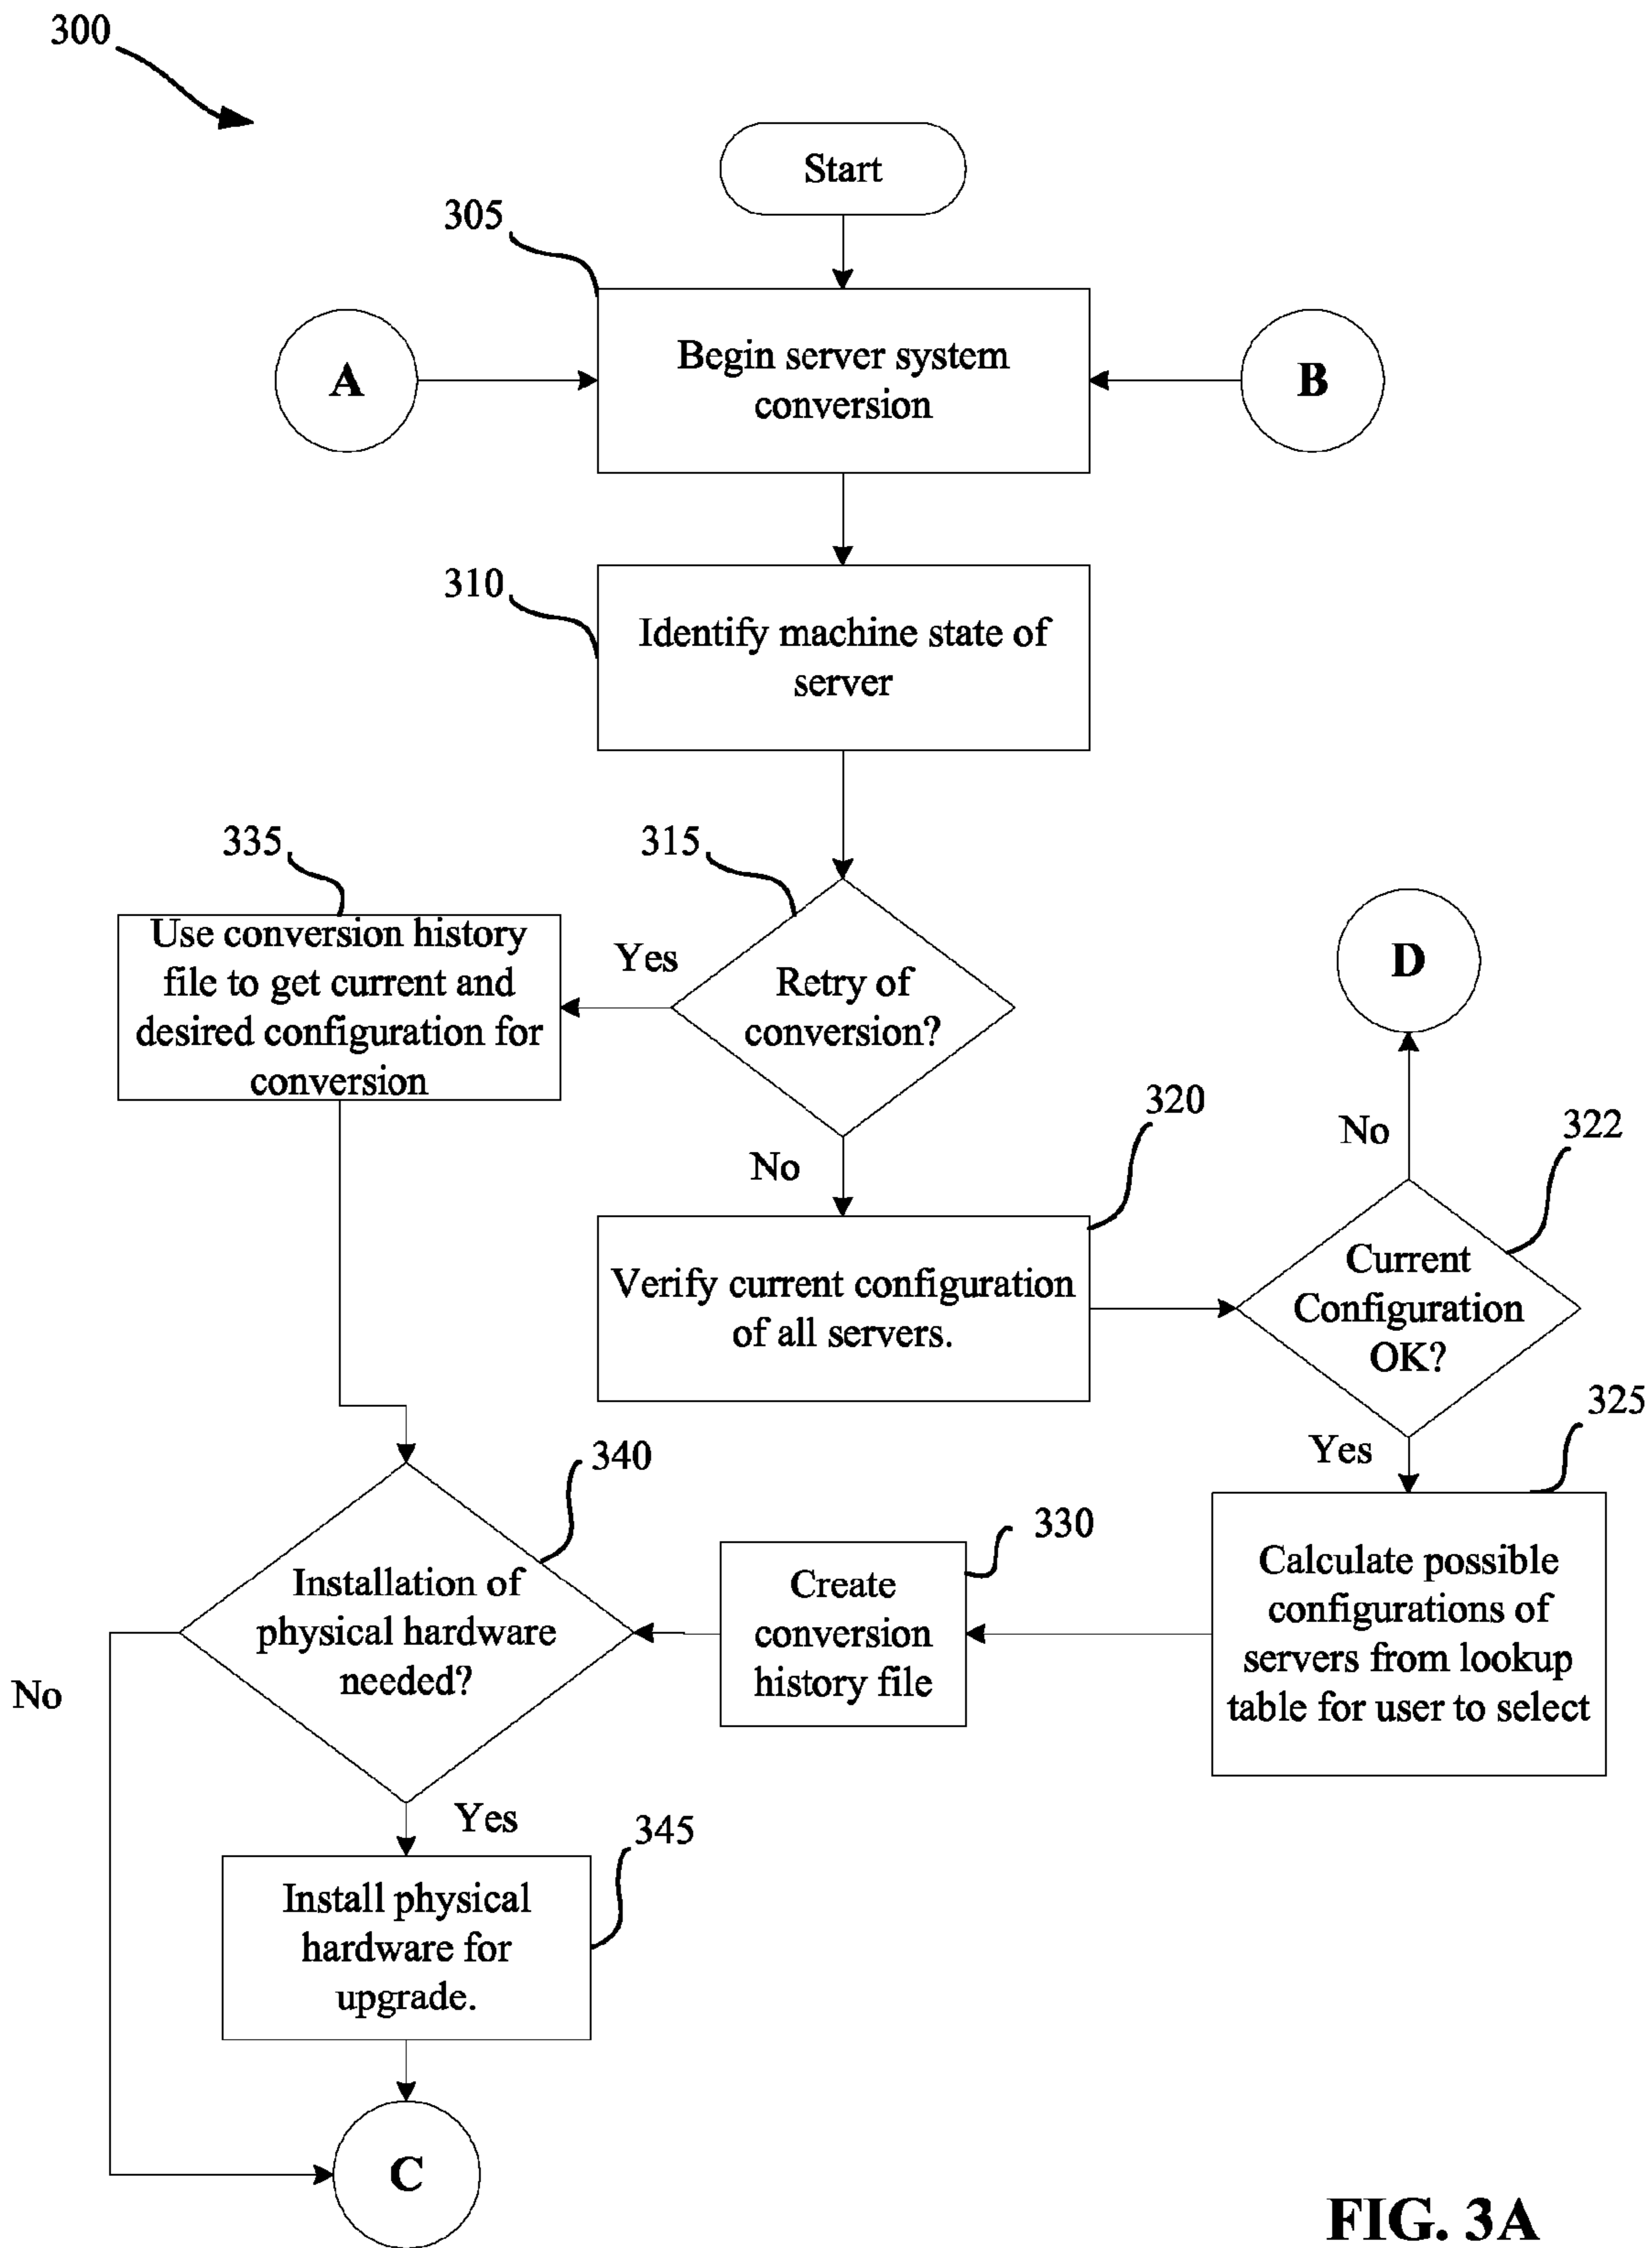 300
Start
305
A
Begin server system
conversion
B
310
Identify machine state of
server
335
315
Use conversion history
file to get current and
desired configuration for
conversion
Yes
Retry of
conversion?
D
No
320
No
322
Verify current configuration
of all servers.
Current
Configuration
OK?
325
Yes
340
330
Installation of
physical hardware
needed?
Create
conversion
history file
Calculate possible
configurations of
servers from lookup
table for user to select
No
Yes
345
Install physical
hardware for
upgrade.
C
FIG. 3A